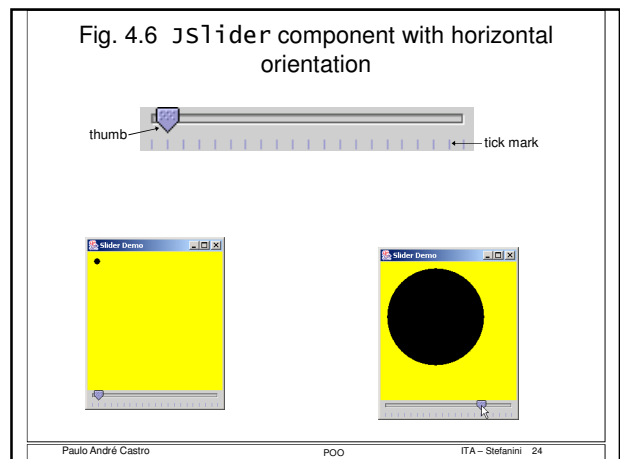 Fig. 4.6 JSlider component with horizontal
orientation
thumb
tick mark
Slider Demo
Slider Demo
Paulo André Castro
POO
ITA – Stefanini 24